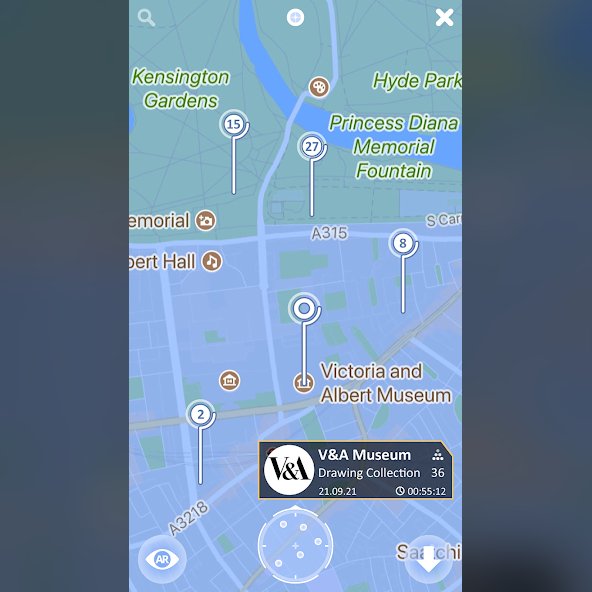 Kensington
Gardens
Hyde Park
15
27
Princess Diana
Memorial
Fountain
emorial
A315
S Car
8
bert Hall
Victoria and
Albert Museum
2
V&A
V&A Museum
Drawing Collection 36
21.09.21 00:55:12
A3218
AR
Saatchi